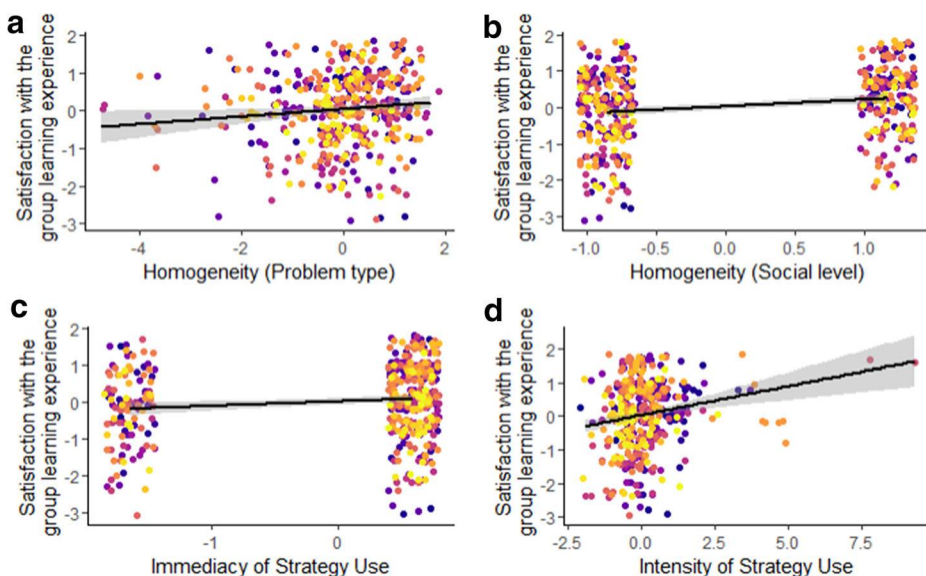 a
Satisfaction with the
group learning experience
2
1
0
-1
-2
-3
-4
-2
0
2
Homogeneity (Problem type)
b
Satisfaction with the
group learning experience
2
1
0
-1
-2
-3
-1.0
-0.5
0.0
0.5
1.0
Homogeneity (Social level)
c
Satisfaction with the
group learning experience
2
1
0
-1
-2
-3
-1
0
Immediacy of Strategy Use
d
Satisfaction with the
group learning experience
2
1
0
-1
-2
-3
-2.5
0.0
2.5
5.0
7.5
Intensity of Strategy Use